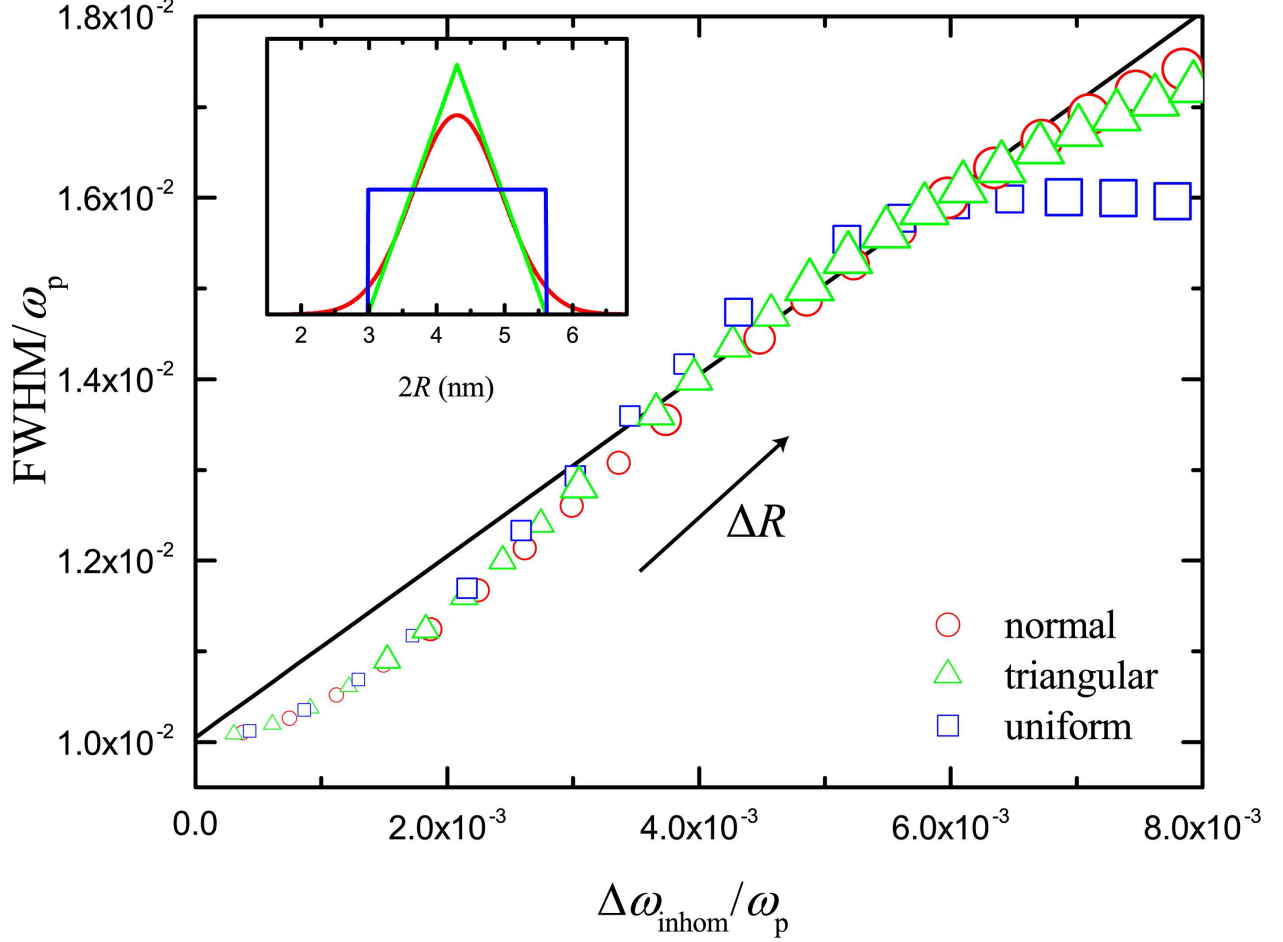 1.8x10⁻²
1.6x10⁻²
1.4x10⁻²
1.2x10⁻²
1.0x10⁻²
FWHM/ωₚ
2 3 4 5 6
2R (nm)
ΔR
normal
triangular
uniform
0.0 2.0x10⁻³ 4.0x10⁻³ 6.0x10⁻³ 8.0x10⁻³
Δω_inhom/ωₚ